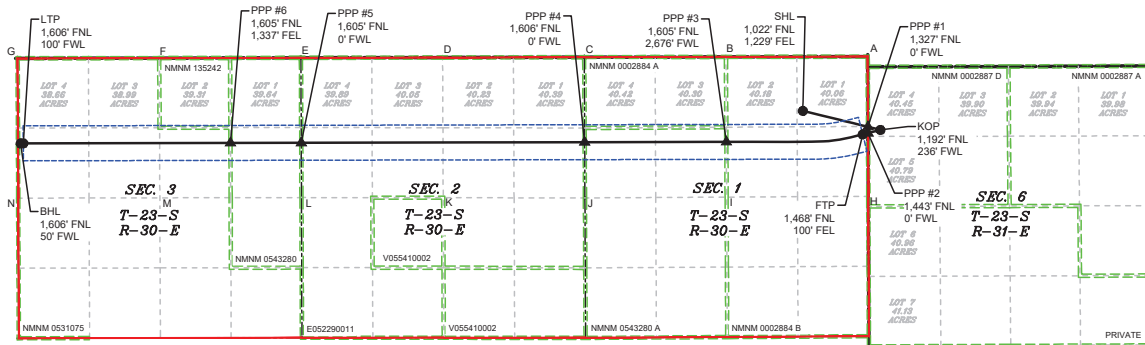 LTP
1,606' FNL
100' FWL
PPP #6
1,605' FNL
1,337' FEL
PPP #5
1,605' FNL
0' FWL
PPP #4
1,606' FNL
0' FWL
PPP #3
1,605' FNL
2,676' FWL
SHL
1,022' FNL
1,229' FEL
PPP #1
1,327' FNL
0' FWL
G
F
E
D
C
B
A
NMNM 135242
NMNM 0002884 A
NMNM 0002887 D
NMNM 0002887 A
LOT 4
38.66
ACRES
LOT 3
38.99
ACRES
LOT 2
39.31
ACRES
LOT 1
39.64
ACRES
LOT 4
39.89
ACRES
LOT 3
40.05
ACRES
LOT 2
40.23
ACRES
LOT 1
40.39
ACRES
LOT 4
40.42
ACRES
LOT 3
40.30
ACRES
LOT 2
40.18
ACRES
LOT 1
40.06
ACRES
LOT 4
40.45
ACRES
LOT 3
39.90
ACRES
LOT 2
39.94
ACRES
LOT 1
39.98
ACRES
KOP
1,192' FNL
236' FWL
LOT 5
40.79
ACRES
PPP #2
1,443' FNL
0' FWL
BHL
1,606' FNL
50' FWL
FTP
1,468' FNL
100' FEL
N
M
L
K
J
I
H
SEC. 3
T-23-S
R-30-E
SEC. 2
T-23-S
R-30-E
SEC. 1
T-23-S
R-30-E
SEC. 6
T-23-S
R-31-E
LOT 6
40.96
ACRES
NMNM 0543280
V055410002
LOT 7
41.13
ACRES
NMNM 0531075
E052290011
V055410002
NMNM 0543280 A
NMNM 0002884 B
PRIVATE